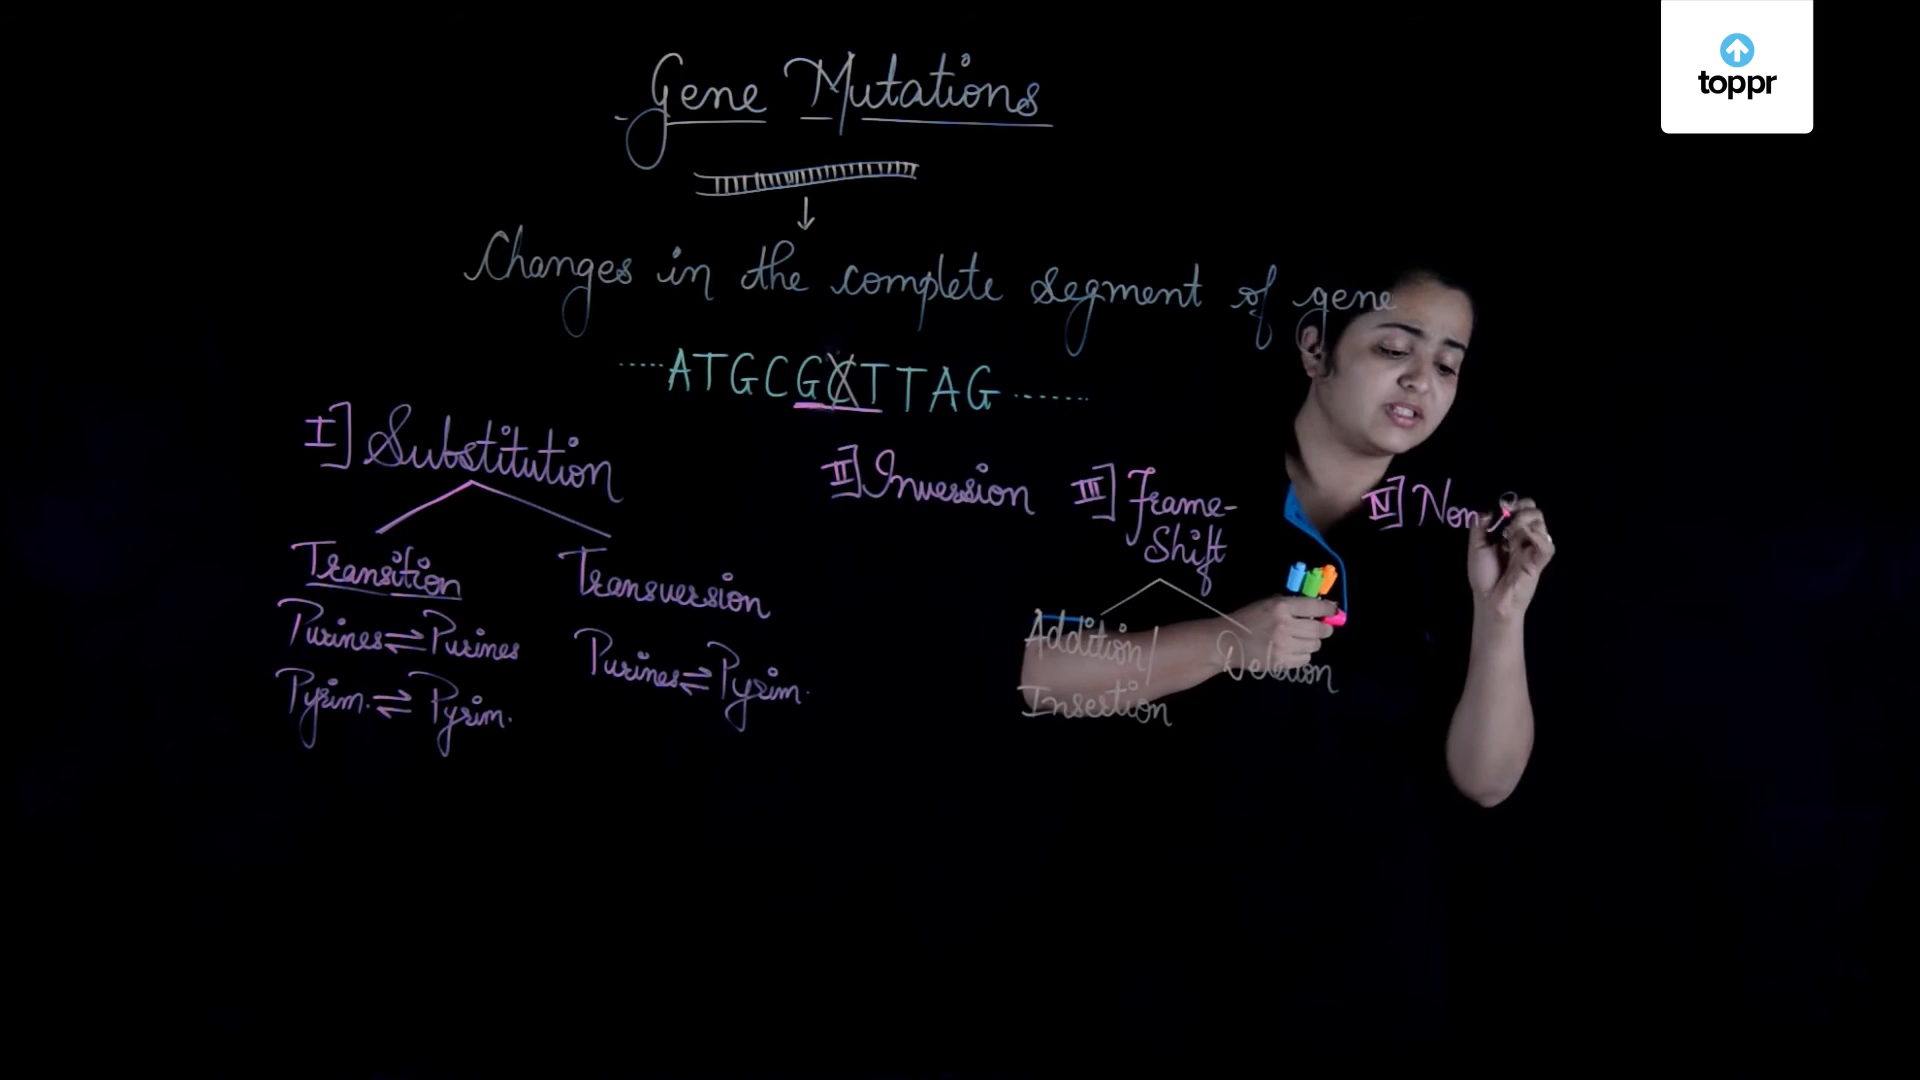 toppr
Gene Mutations
Changes in the complete segment of gene
.....ATGCGCTTAG......
I] Substitution
II] Inversion
III] Frame-
Shift
IV] Non-
Transition
Transversion
Purines ⇌ Purines
Purines ⇌ Pyrim.
Pyrim. ⇌ Pyrim.
Addition/
Insertion
Deletion